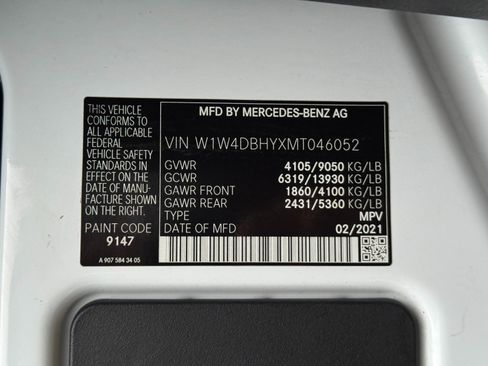 THIS VEHICLE
CONFORMS TO
ALL APPLICABLE
FEDERAL
VEHICLE SAFETY
STANDARDS IN
EFFECT ON THE
DATE OF MANU-
FACTURE SHOWN.
PAINT CODE
9147
A 907 584 34 05
MFD BY MERCEDES-BENZ AG
VIN W1W4DBHYXMT046052
GVWR 4105/9050 KG/LB
GCWR 6319/13930 KG/LB
GAWR FRONT 1860/4100 KG/LB
GAWR REAR 2431/5360 KG/LB
TYPE MPV
DATE OF MFD 02/2021